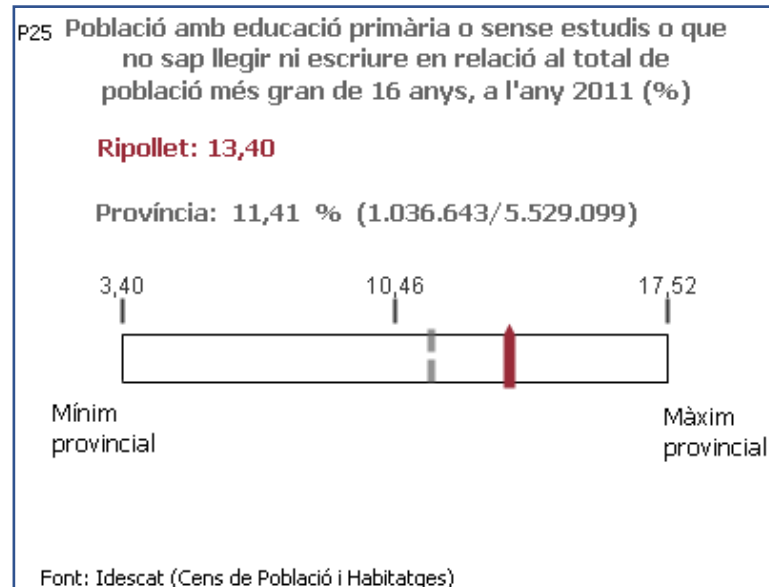 P25 Població amb educació primària o sense estudis o que
no sap llegir ni escriure en relació al total de
població més gran de 16 anys, a l'any 2011 (%)
Ripollet: 13,40
Província: 11,41 % (1.036.643/5.529.099)
3,40 10,46 17,52
Mínim
provincial
Màxim
provincial
Font: Idescat (Cens de Població i Habitatges)